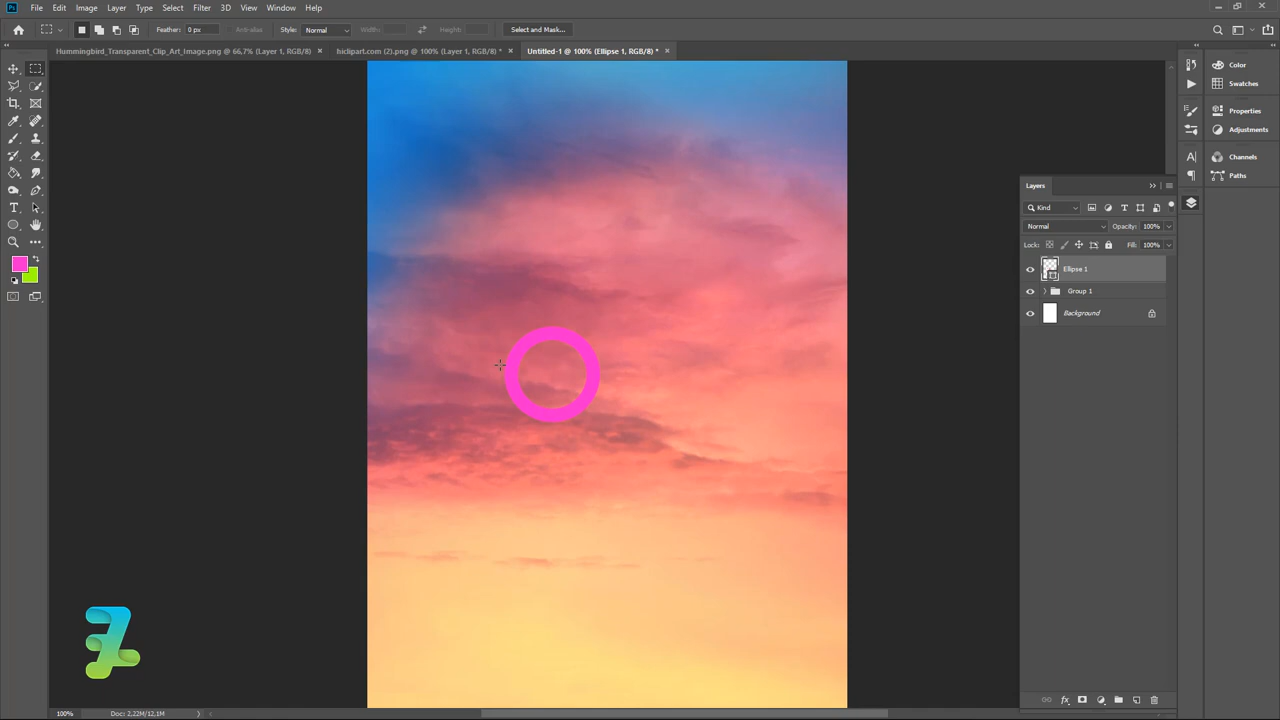 Ps File Edit Image Layer Type Select Filter 3D View Window Help
Feather: 0 px Anti-alias Style: Normal Width: Height: Select and Mask...
Hummingbird_Transparent_Clip_Art_Image.png @ 66,7% (Layer 1, RGB/8) × hiclipart.com (2).png @ 100% (Layer 1, RGB/8) * × Untitled-1 @ 100% (Ellipse 1, RGB/8) * ×
Color
Swatches
Properties
Adjustments
Channels
Paths
Layers
Kind
Normal Opacity: 100%
Lock: Fill: 100%
Ellipse 1
Group 1
Background
fx
100% Doc: 2,22M/12,1M